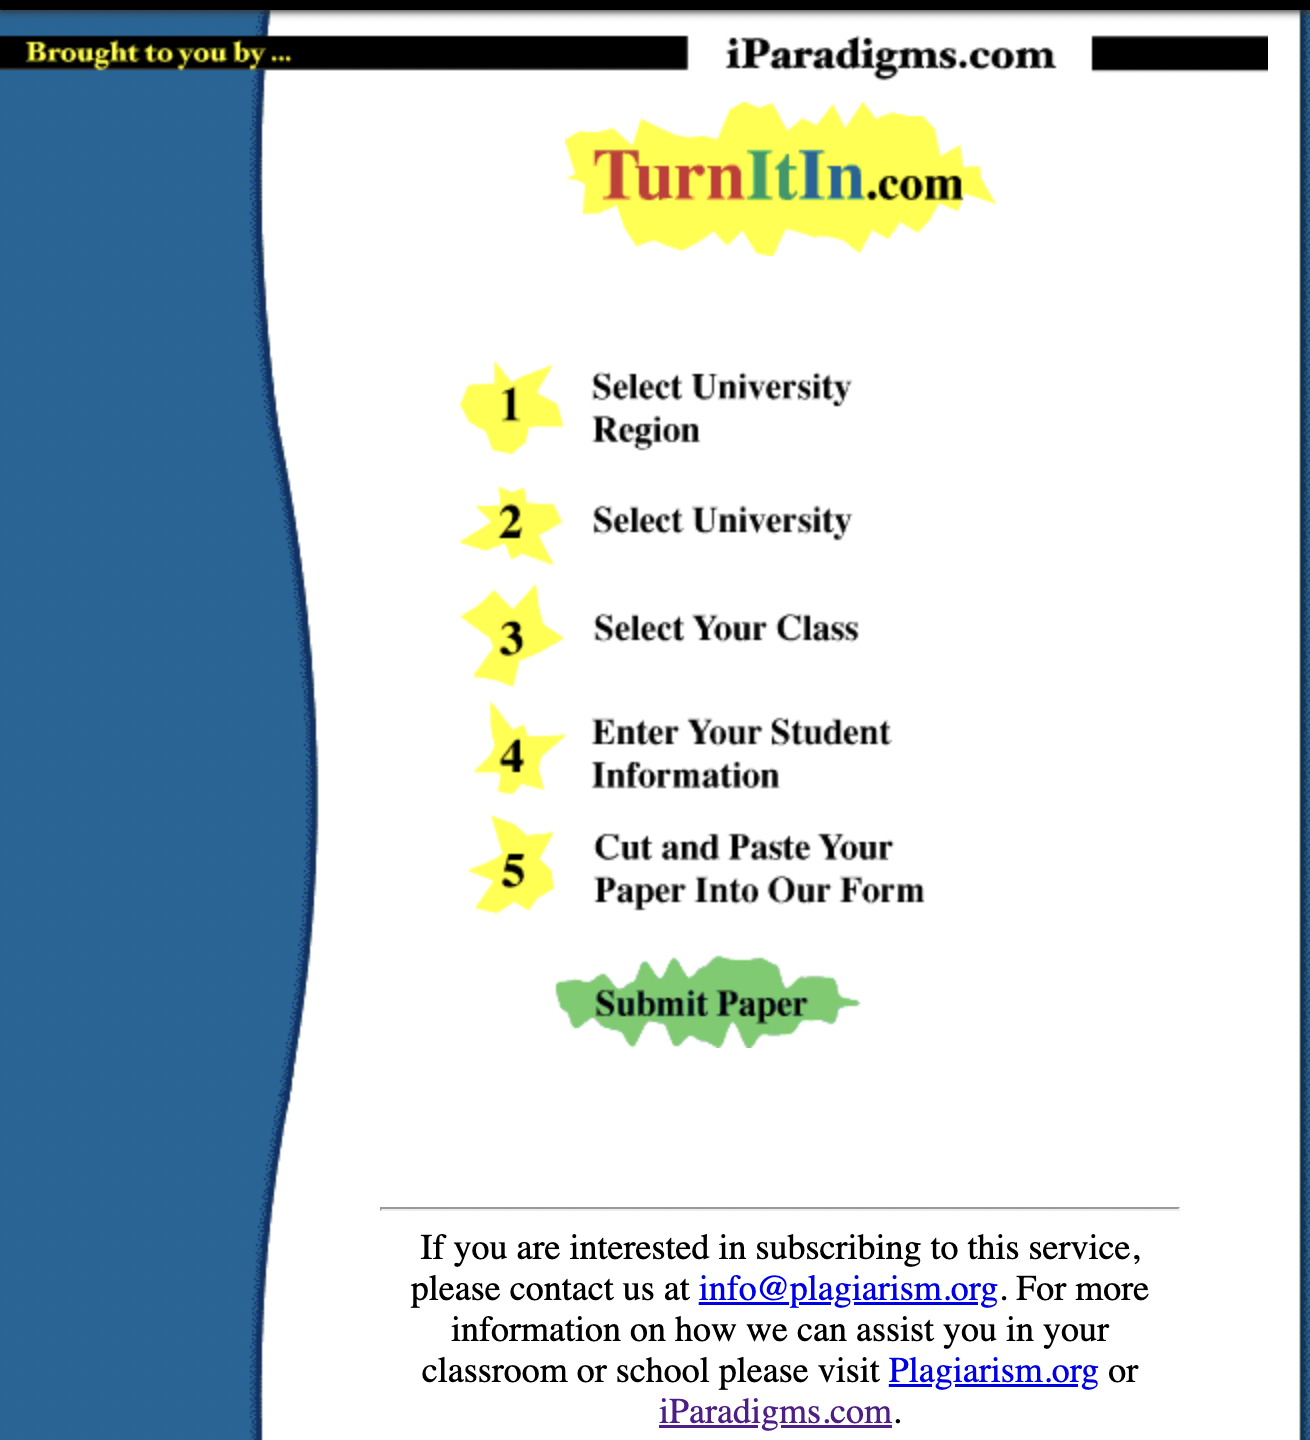 Brought to you by ...
iParadigms.com
TurnItIn.com
1
Select University
Region
2
Select University
3
Select Your Class
4
Enter Your Student
Information
5
Cut and Paste Your
Paper Into Our Form
Submit Paper
If you are interested in subscribing to this service,
please contact us at info@plagiarism.org. For more
information on how we can assist you in your
classroom or school please visit Plagiarism.org or
iParadigms.com.